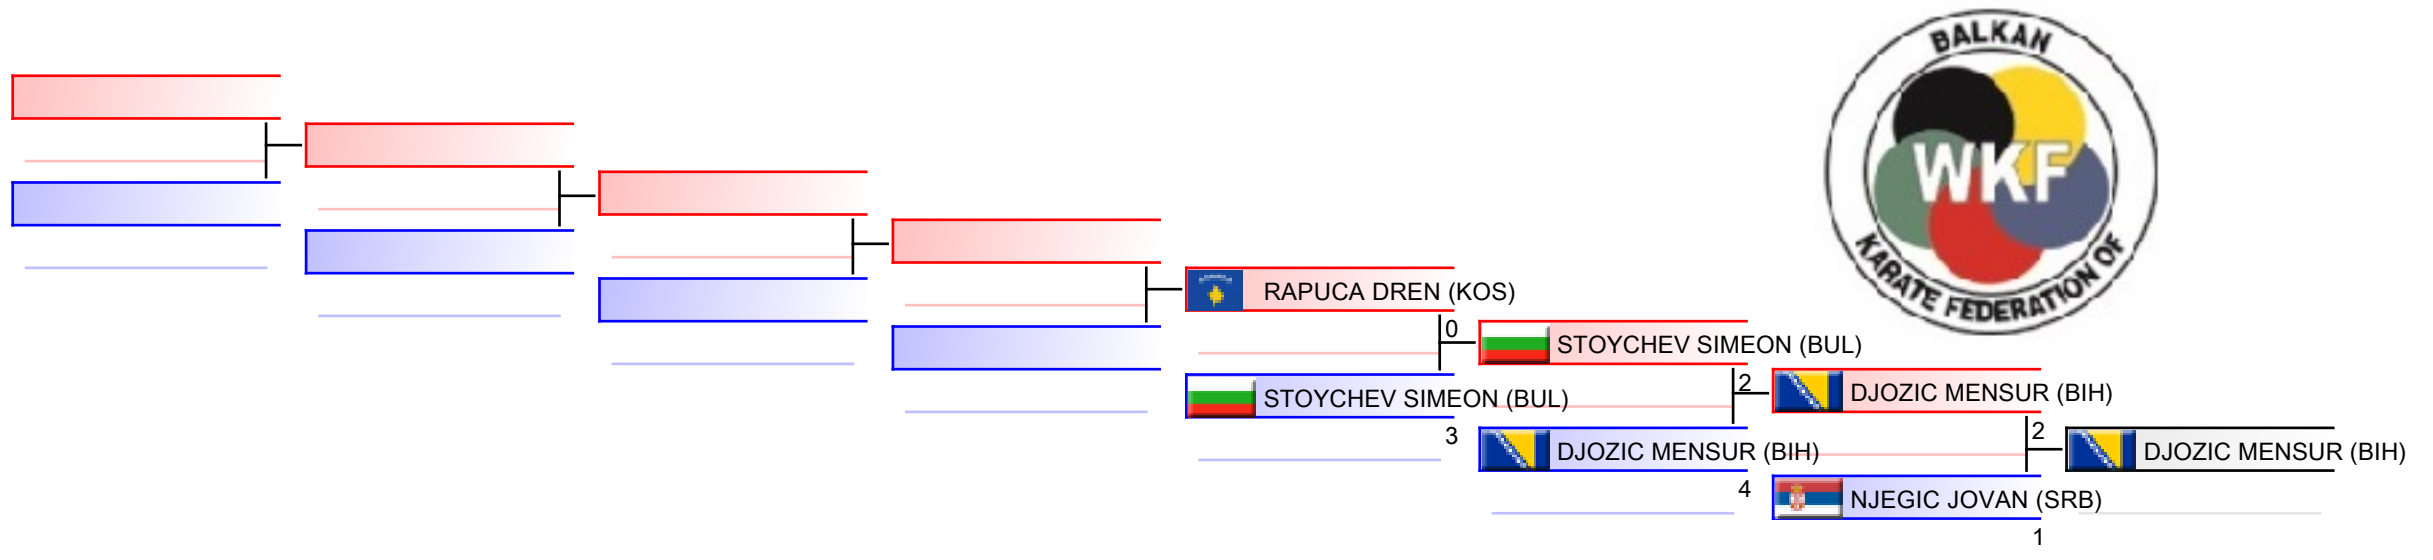 BALKAN
WKF
KARATE FEDERATION OF
RAPUCA DREN (KOS)
0
STOYCHEV SIMEON (BUL)
STOYCHEV SIMEON (BUL)
3
2
DJOZIC MENSUR (BIH)
DJOZIC MENSUR (BIH)
4
2
DJOZIC MENSUR (BIH)
NJEGIC JOVAN (SRB)
1